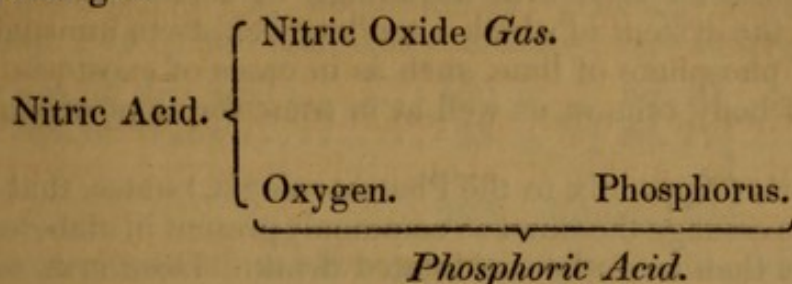 Nitric Oxide Gas.
Nitric Acid.
Oxygen. Phosphorus.
Phosphoric Acid.